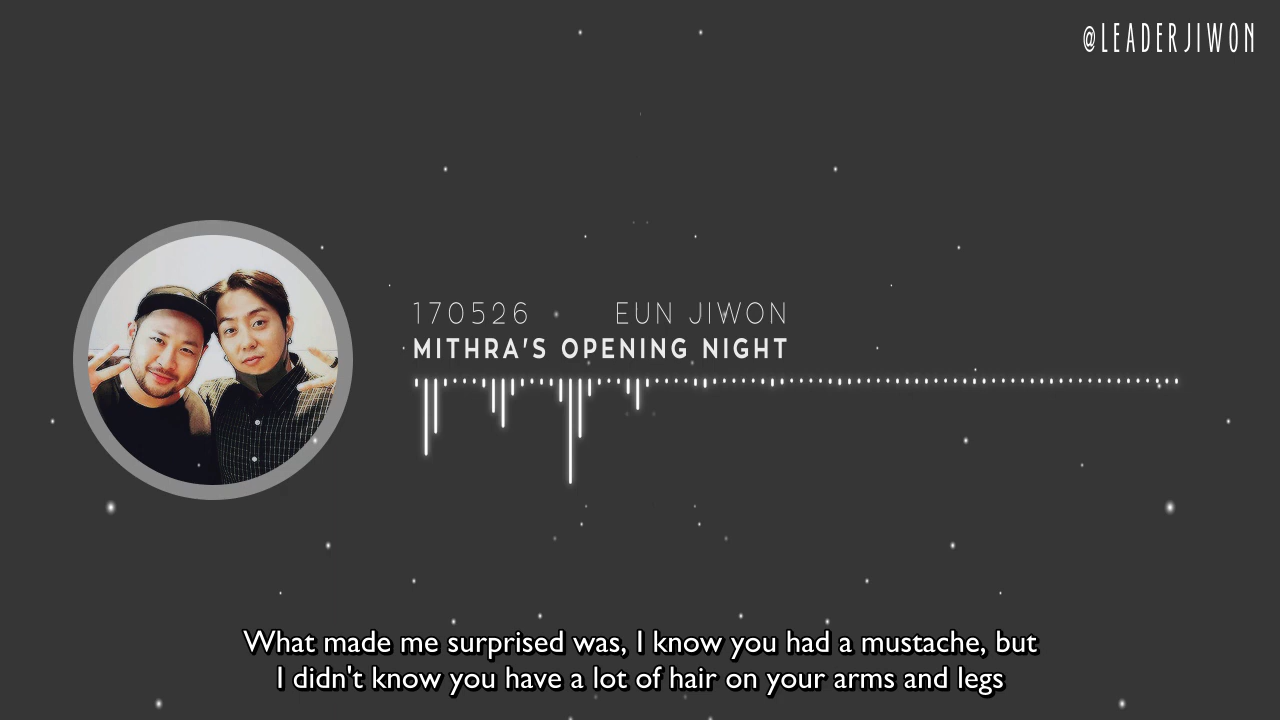 @LEADERJIWON
170526 EUN JIWON
MITHRA'S OPENING NIGHT
What made me surprised was, I know you had a mustache, but
I didn't know you have a lot of hair on your arms and legs